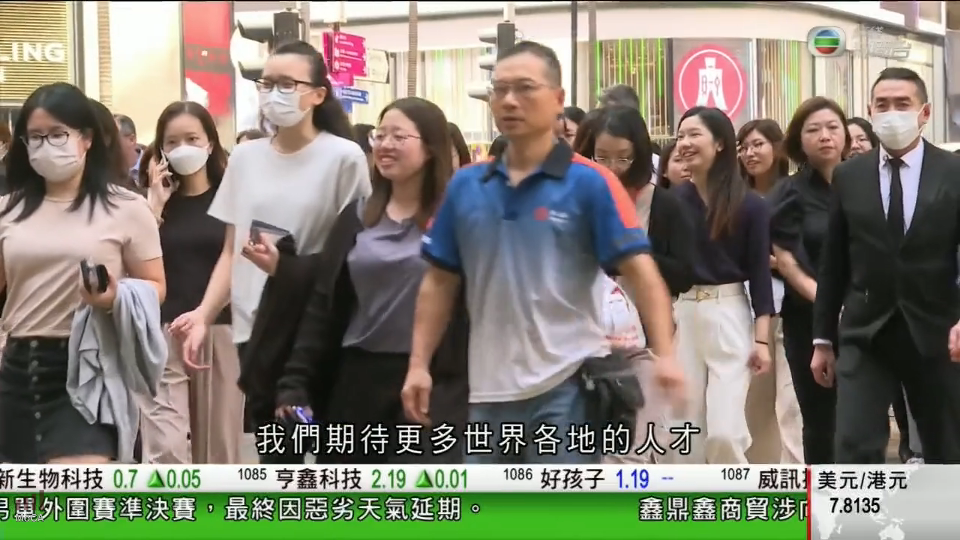 LING
我們期待更多世界各地的人才
新生物科技 0.7 ▲0.05 1085 亨鑫科技 2.19 ▲0.01 1086 好孩子 1.19 -- 1087 威訊
美元/港元
7.8135
外圍賽準決賽，最終因惡劣天氣延期。 鑫鼎鑫商貿涉